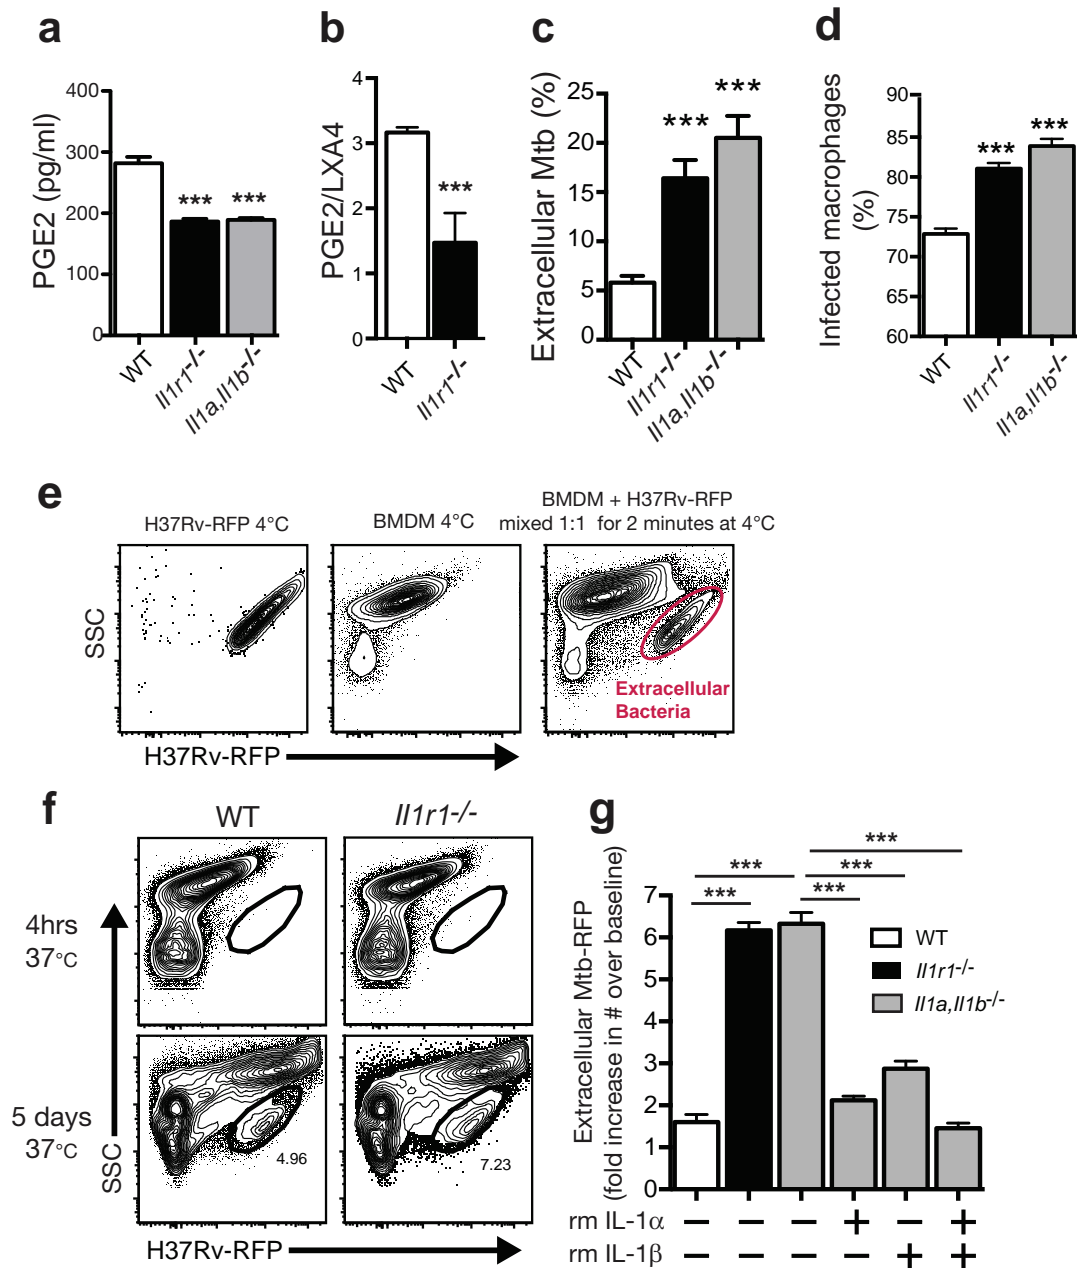 a
PGE2 (pg/ml)
400
300
200
100
0
***
***
WT
Il1r1-/-
Il1a,Il1b-/-
b
PGE2/LXA4
4
3
2
1
0
***
WT
Il1r1-/-
c
Extracellular Mtb (%)
25
20
15
10
5
0
***
***
WT
Il1r1-/-
Il1a,Il1b-/-
d
Infected macrophages
(%)
90
85
80
75
70
65
60
***
***
WT
Il1r1-/-
Il1a,Il1b-/-
e
H37Rv-RFP 4°C
BMDM 4°C
BMDM + H37Rv-RFP
mixed 1:1 for 2 minutes at 4°C
SSC
Extracellular
Bacteria
H37Rv-RFP
f
WT
Il1r1-/-
4hrs
37°C
5 days
37°C
SSC
4.96
7.23
H37Rv-RFP
g
Extracellular Mtb-RFP
(fold increase in # over baseline)
7
6
5
4
3
2
1
0
***
***
***
***
***
WT
Il1r1-/-
Il1a,Il1b-/-
rm IL-1α − − − + − +
rm IL-1β − − − − + +